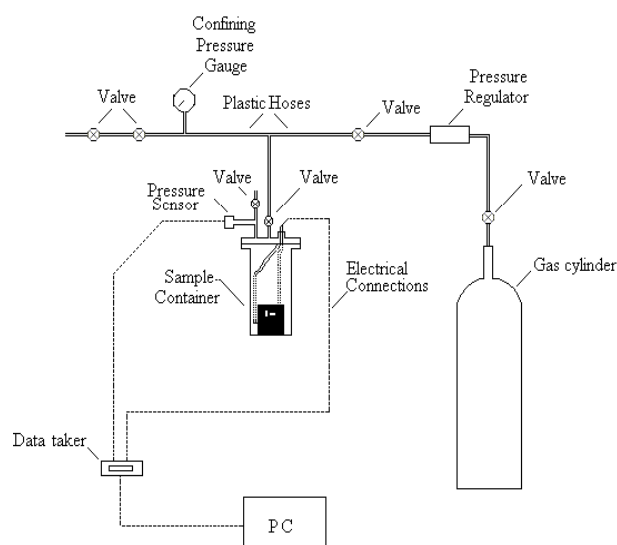 Confining
Pressure
Gauge
Valve
Plastic Hoses
Valve
Pressure
Regulator
Valve
Valve
Valve
Pressure
Sensor
Gas cylinder
Sample
Container
Electrical
Connections
Data taker
PC